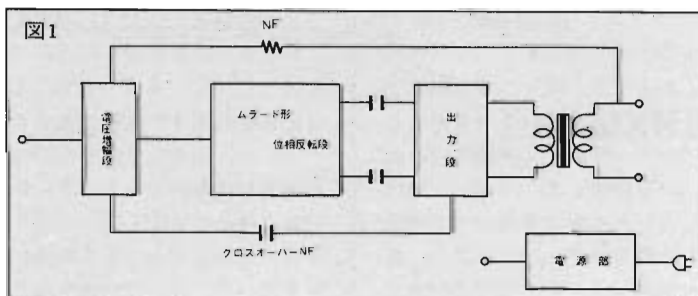 図1
NF
電圧増幅段
ムラード形
位相反転段
出力段
クロスオーバーNF
電源部